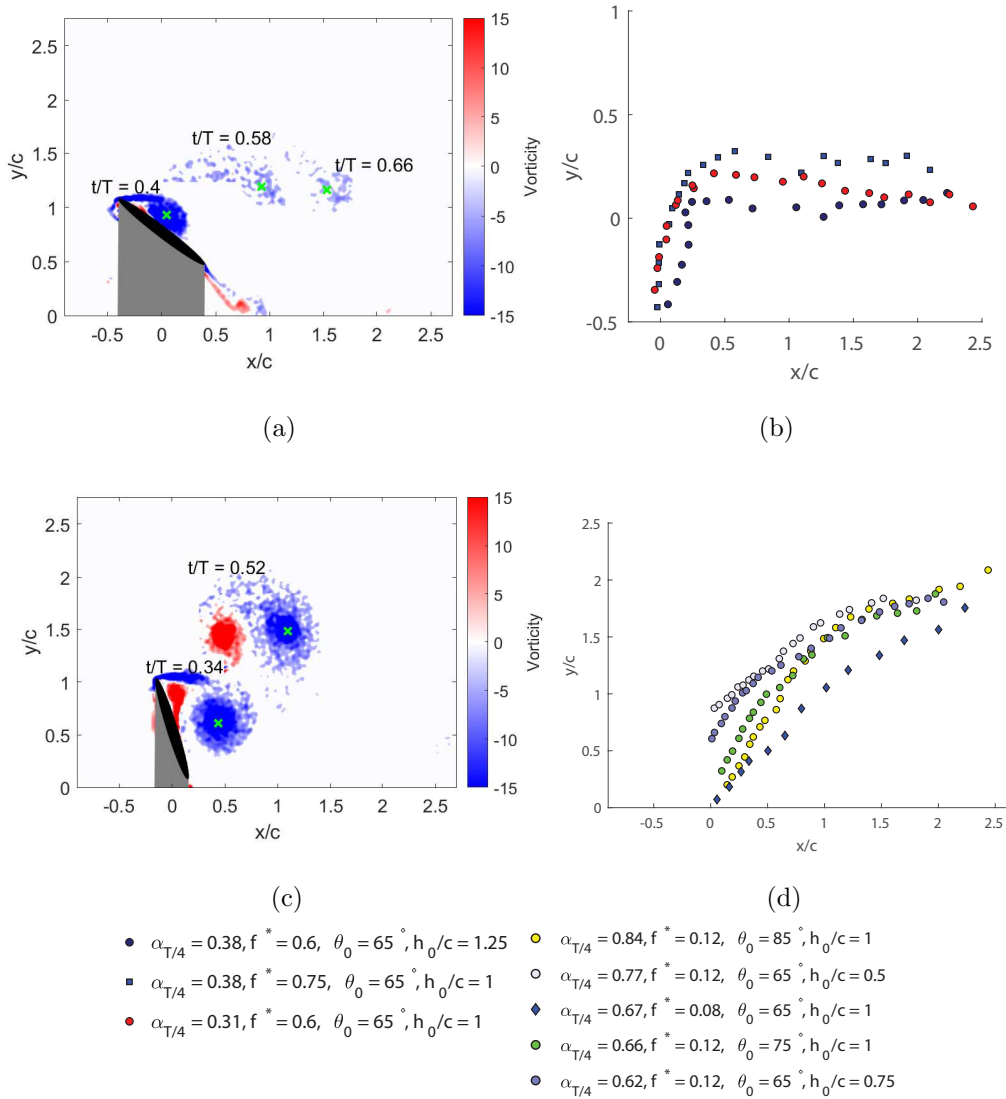 15
10
5
0
-5
-10
-15
Vorticity
2.5
2
1.5
1
0.5
0
y/c
t/T = 0.58
t/T = 0.66
t/T = 0.4
-0.5 0 0.5 1 1.5 2 2.5
x/c
(a)
1
0.5
0
-0.5
y/c
0 0.5 1 1.5 2 2.5
x/c
(b)
15
10
5
0
-5
-10
-15
Vorticity
2.5
2
1.5
1
0.5
0
y/c
t/T = 0.52
t/T = 0.34
-0.5 0 0.5 1 1.5 2 2.5
x/c
(c)
2.5
2
1.5
1
0.5
0
y/c
-0.5 0 0.5 1 1.5 2 2.5
x/c
(d)
α_T/4 = 0.38, f* = 0.6, θ_0 = 65°, h_0/c = 1.25
α_T/4 = 0.38, f* = 0.75, θ_0 = 65°, h_0/c = 1
α_T/4 = 0.31, f* = 0.6, θ_0 = 65°, h_0/c = 1
α_T/4 = 0.84, f* = 0.12, θ_0 = 85°, h_0/c = 1
α_T/4 = 0.77, f* = 0.12, θ_0 = 65°, h_0/c = 0.5
α_T/4 = 0.67, f* = 0.08, θ_0 = 65°, h_0/c = 1
α_T/4 = 0.66, f* = 0.12, θ_0 = 75°, h_0/c = 1
α_T/4 = 0.62, f* = 0.12, θ_0 = 65°, h_0/c = 0.75